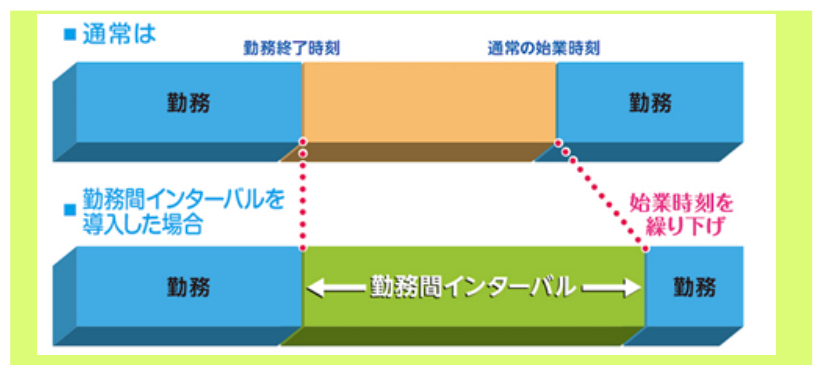 ■通常は
勤務終了時刻
通常の始業時刻
勤務
勤務
■勤務間インターバルを
導入した場合
始業時刻を
繰り下げ
勤務
勤務間インターバル
勤務